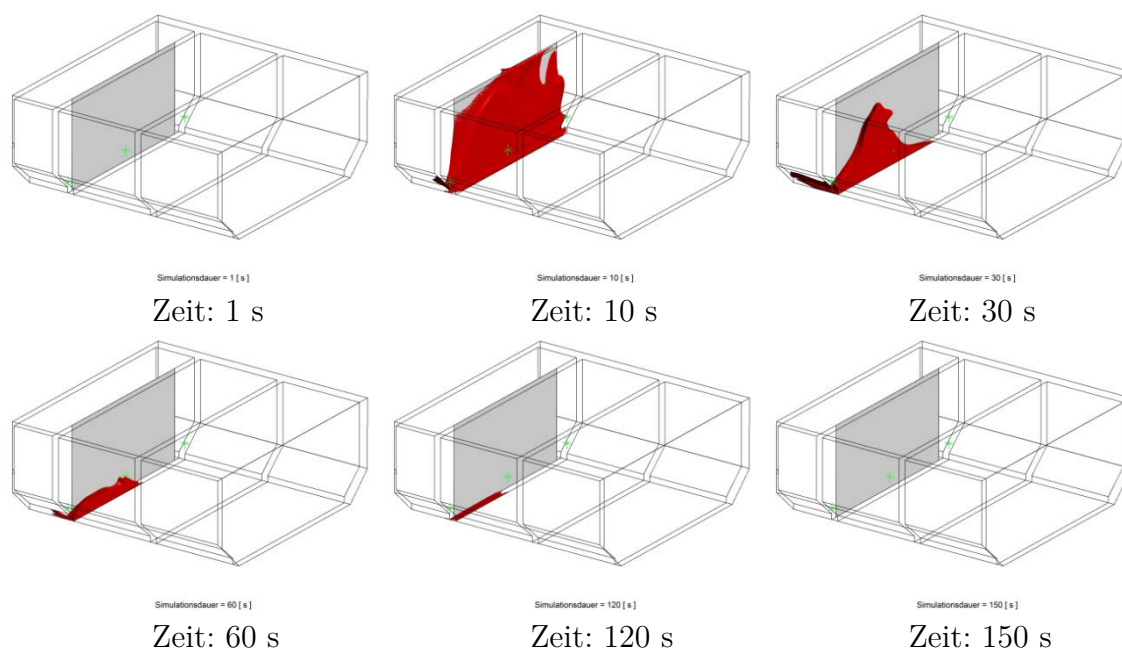 Simulationsdauer = 1 [ s ]
Simulationsdauer = 10 [ s ]
Simulationsdauer = 30 [ s ]
Zeit: 1 s
Zeit: 10 s
Zeit: 30 s
Simulationsdauer = 60 [ s ]
Simulationsdauer = 120 [ s ]
Simulationsdauer = 150 [ s ]
Zeit: 60 s
Zeit: 120 s
Zeit: 150 s